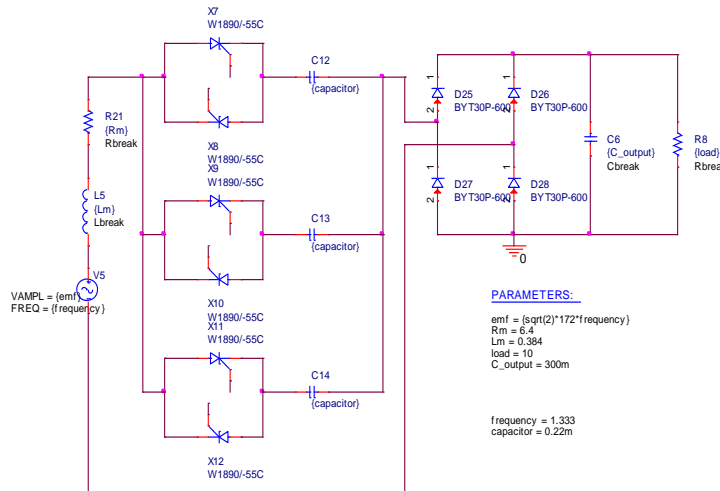 X7
W1890/-55C
C12
{capacitor}
R21
{Rm}
Rbreak
X8
W1890/-55C
X9
W1890/-55C
L5
{Lm}
Lbreak
C13
{capacitor}
V5
VAMPL = {emf}
FREQ = {frequency}
X10
W1890/-55C
X11
W1890/-55C
C14
{capacitor}
X12
W1890/-55C
1
1
D25
D26
BYT30P-600
BYT30P-600
2
2
C6
{C_output}
Cbreak
R8
{load}
Rbrea
1
1
D27
D28
BYT30P-600
BYT30P-600
2
2
0
PARAMETERS:
emf = {sqrt(2)*172*frequency}
Rm = 6.4
Lm = 0.384
load = 10
C_output = 300m
frequency = 1.333
capacitor = 0.22m